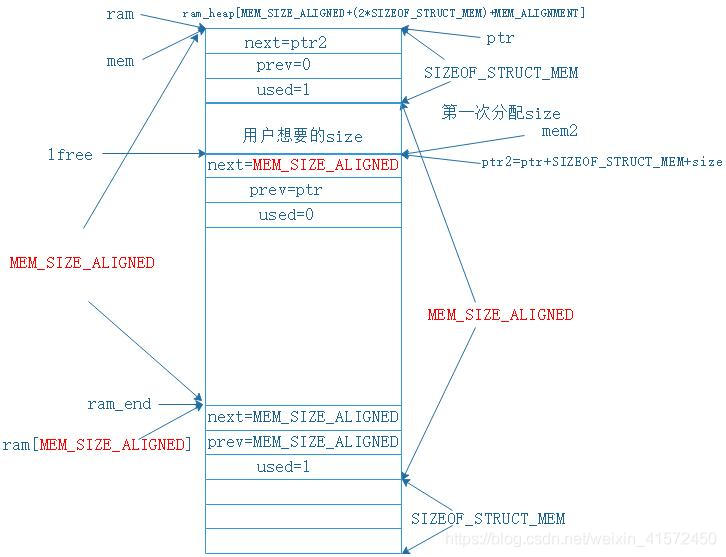 ram
ram_heap[MEM_SIZE_ALIGNED+(2*SIZEOF_STRUCT_MEM)+MEM_ALIGNMENT]
next=ptr2
ptr
mem
prev=0
SIZEOF_STRUCT_MEM
used=1
第一次分配size
用户想要的size
mem2
lfree
next=MEM_SIZE_ALIGNED
ptr2=ptr+SIZEOF_STRUCT_MEM+size
prev=ptr
used=0
MEM_SIZE_ALIGNED
MEM_SIZE_ALIGNED
ram_end
next=MEM_SIZE_ALIGNED
ram[MEM_SIZE_ALIGNED]
prev=MEM_SIZE_ALIGNED
used=1
SIZEOF_STRUCT_MEM
https://blog.csdn.net/weixin_41572450